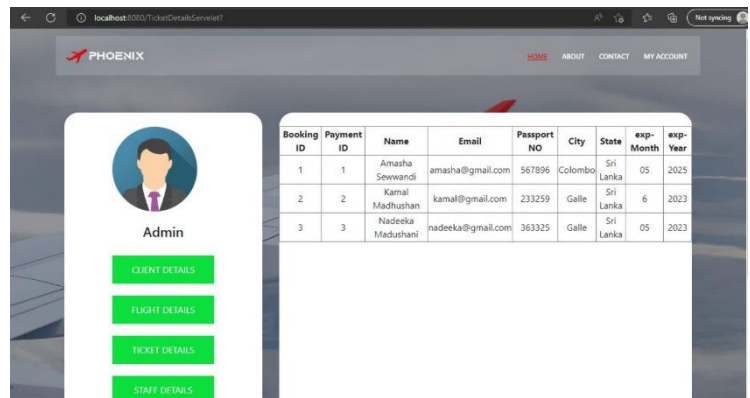 localhost:8080/TicketDetailsServelet?
Not syncing
PHOENIX
HOME ABOUT CONTACT MY ACCOUNT
Booking ID Payment ID Name Email Passport NO City State exp-Month exp-Year
1 1 Amasha Sewwandi amasha@gmail.com 567896 Colombo Sri Lanka 05 2025
2 2 Kamal Madhushan kamal@gmail.com 233259 Galle Sri Lanka 6 2023
3 3 Nadeeka Madushani nadeeka@gmail.com 363325 Galle Sri Lanka 05 2023
Admin
CLIENT DETAILS
FLIGHT DETAILS
TICKET DETAILS
STAFF DETAILS